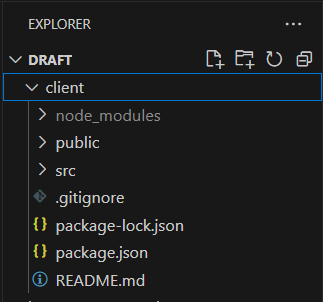 EXPLORER
DRAFT
client
node_modules
public
src
.gitignore
package-lock.json
package.json
README.md